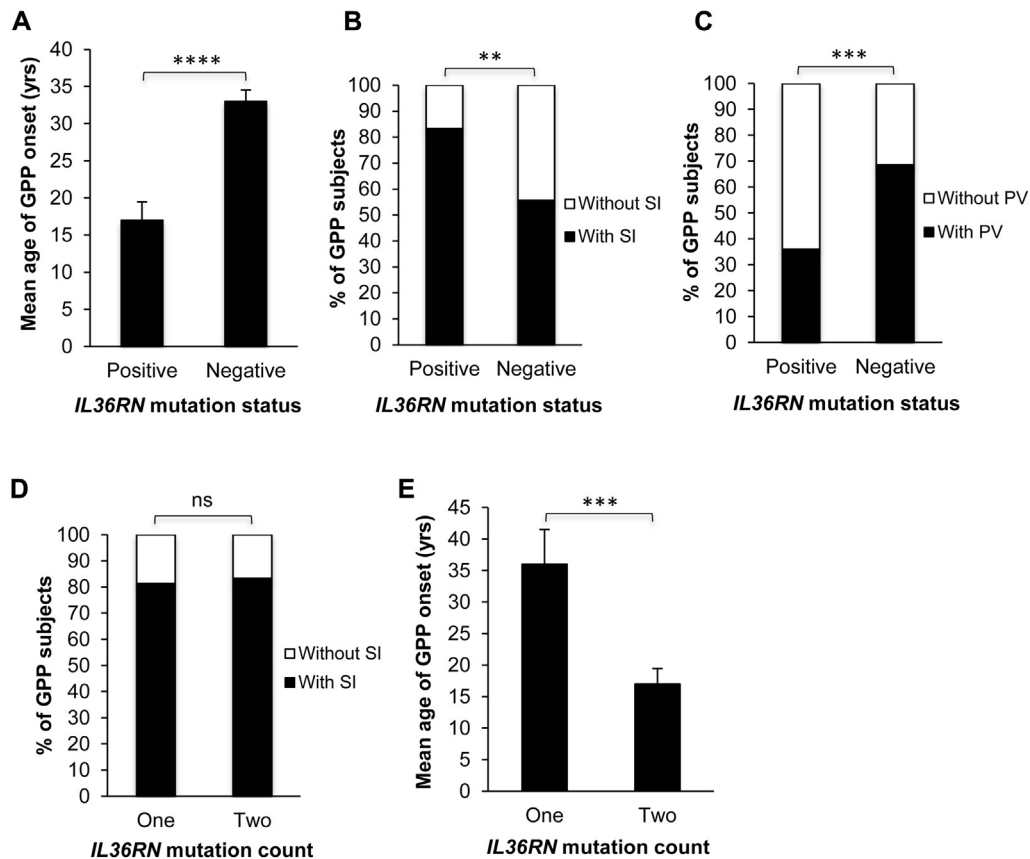 A
Mean age of GPP onset (yrs)
40
35
30
25
20
15
10
5
0
****
Positive Negative
IL36RN mutation status
B
% of GPP subjects
100
90
80
70
60
50
40
30
20
10
0
**
Without SI
With SI
Positive Negative
IL36RN mutation status
C
% of GPP subjects
100
90
80
70
60
50
40
30
20
10
0
***
Without PV
With PV
Positive Negative
IL36RN mutation status
D
% of GPP subjects
100
90
80
70
60
50
40
30
20
10
0
ns
Without SI
With SI
One Two
IL36RN mutation count
E
Mean age of GPP onset (yrs)
45
40
35
30
25
20
15
10
5
0
***
One Two
IL36RN mutation count